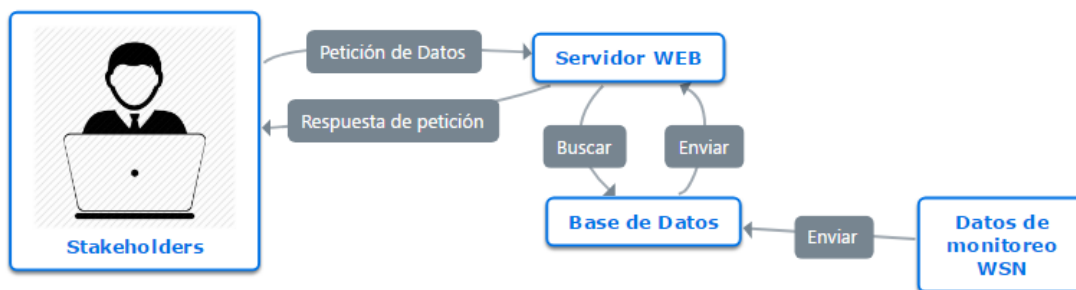 Petición de Datos
Servidor WEB
Respuesta de petición
Buscar
Enviar
Stakeholders
Base de Datos
Enviar
Datos de
monitoreo
WSN